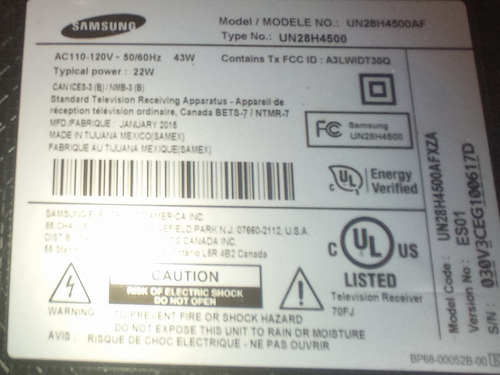 SAMSUNG
Model / MODELE NO.: UN28H4500AF
Type No.: UN28H4500
AC110-120V~ 50/60Hz 43W
Contains Tx FCC ID : A3LWIDT30Q
Typical power : 22W
CAN ICES-3 (B) / NMB-3 (B)
Standard Television Receiving Apparatus - Appareil de
réception télévision ordinaire, Canada BETS-7 / NTMR-7
MFD/FABRIQUE : JANUARY 2015
MADE IN TIJUANA MEXICO(SAMEX)
FABRIQUE AU TIJUANA MEXIQUE(SAMEX)
FC Samsung
UN28H4500
c UL Energy
Verified
SAMSUNG AMERICA INC.
85 FIELD PARK N.J. 07660-2112, U.S.A.
CANADA INC.
Ontario L5R 4B2 Canada
c UL US
LISTED
Television Receiver
70FJ
CAUTION
RISK OF ELECTRIC SHOCK
DO NOT OPEN
WARNING
TO PREVENT FIRE OR SHOCK HAZARD
DO NOT EXPOSE THIS UNIT TO RAIN OR MOISTURE
AVIS : RISQUE DE CHOC ELECTRIQUE - NE PAS OUVRIR
BP68-00052B-00
Model Code : UN28H4500AFXZA
Version No : ES01
S/N : 030V3CEG100617D